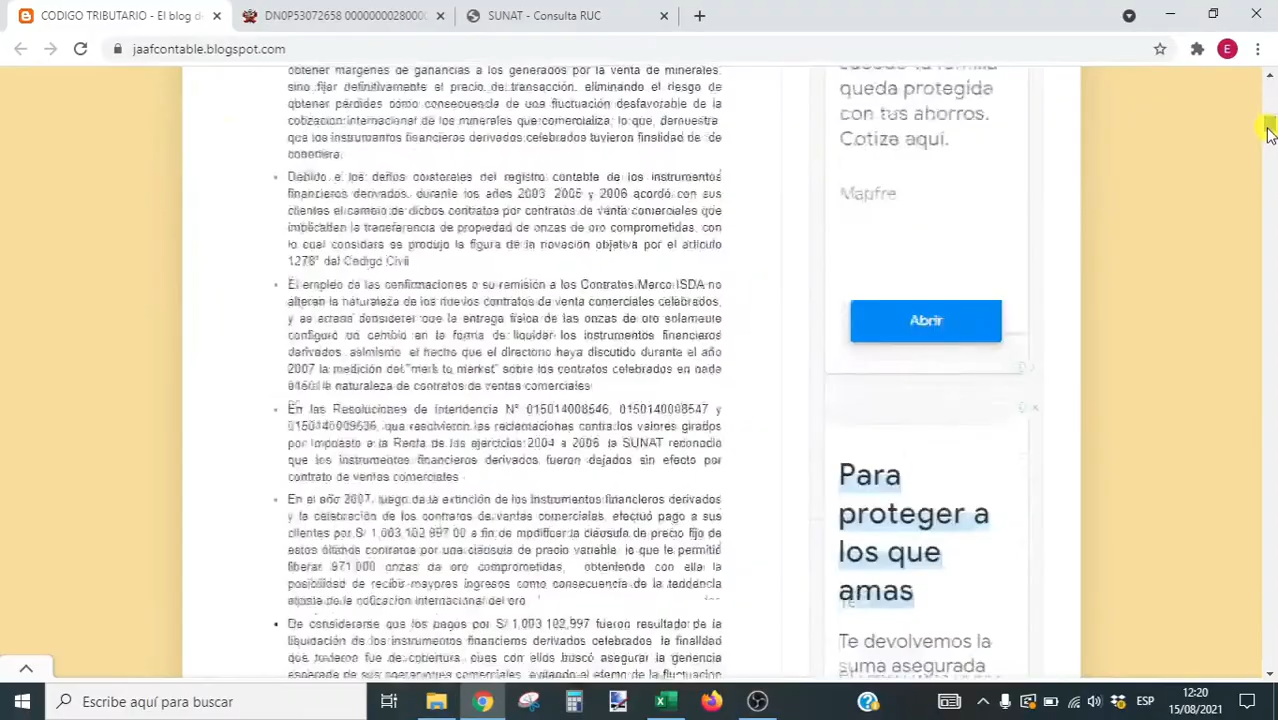 CODIGO TRIBUTARIO - El blog d
DN0P53072658 00000000280000
SUNAT - Consulta RUC
jaafcontable.blogspot.com
obtener márgenes de ganancias a los generados por la venta de minerales,
sino fijar definitivamente el precio de transacción, eliminando el riesgo de
obtener pérdidas como consecuencia de una fluctuación desfavorable de la
cotización internacional de los minerales que comercializa; lo que, demuestra
que los instrumentos financieros derivados celebrados tuvieron finalidad de de
Debido a los daños colaterales del registro contable de los instrumentos
financieros derivados, durante los años 2003 2005 y 2006 acordó con sus
clientes el cambio de dichos contratos por contratos de venta comerciales que
implicaban la transferencia de propiedad de onzas de oro comprometidas, con
lo cual considera se produjo la figura de la novación objetiva por el artículo
1278° del Código Civil
El empleo de las confirmaciones o su remisión a los Contratos Marco ISDA no
alteran la naturaleza de los nuevos contratos de venta comerciales celebrados,
y es errado considerar que la entrega física de las onzas de oro solamente
configuró un cambio en la forma de liquidar los instrumentos financieros
derivados asimismo el hecho que el directorio haya discutido durante el año
2007 la medición del "mark to market" sobre los contratos celebrados en nada
la naturaleza de contratos de ventas comerciales
En las Resoluciones de Intendencia N° 015014008546, 0150140008547 y
que resolvieron las reclamaciones contra los valores girados
por Impuesto a la Renta de los ejercicios 2004 a 2006 la SUNAT
que los instrumentos financieros derivados fueron dejados sin efecto por
contrato de ventas comerciales
En el año 2007, luego de la extinción de los instrumentos financieros derivados
y la celebración de los contratos de ventas comerciales efectuó pago a sus
clientes por S/ 1,003,102,997.00 a fin de modificar la cláusula de precio fijo de
estos últimos contratos por una cláusula de precio variable lo que le permitió
liberar 971,000 onzas de oro comprometidas, obteniendo con ella la
posibilidad de recibir mayores ingresos como consecuencia de la tendencia
alcista de la cotización internacional del oro
De considerarse que los pagos por S/ 1,003,102,997 fueron resultado de la
liquidación de los instrumentos financieros derivados celebrados la finalidad
que tuvieron fue de cobertura pues con ellos buscó asegurar la gerencia
esperada de sus operaciones comerciales evitando el efecto de la fluctuación
queda protegida
con tus ahorros.
Cotiza aquí.
Mapfre
Abrir
Para
proteger a
los que
amas
Te devolvemos la
suma asegurada
Escribe aquí para buscar
ESP
12:20
15/08/2021